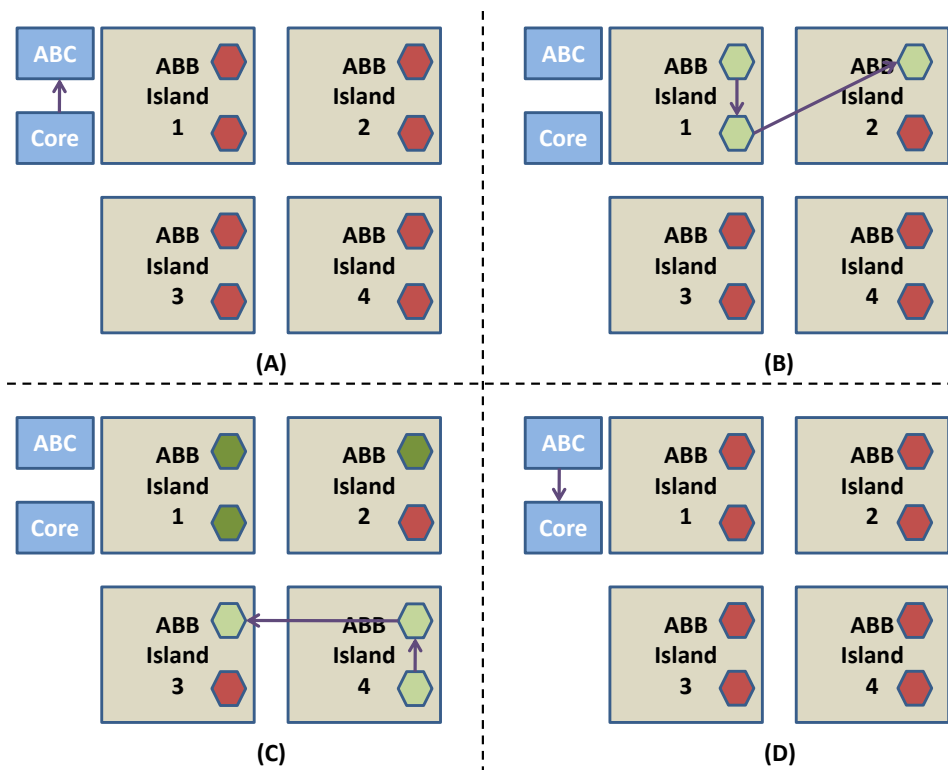 ABC
Core
ABB
Island
1
ABB
Island
2
ABB
Island
3
ABB
Island
4
(A)
ABC
Core
ABB
Island
1
ABB
Island
2
ABB
Island
3
ABB
Island
4
(B)
ABC
Core
ABB
Island
1
ABB
Island
2
ABB
Island
3
ABB
Island
4
(C)
ABC
Core
ABB
Island
1
ABB
Island
2
ABB
Island
3
ABB
Island
4
(D)